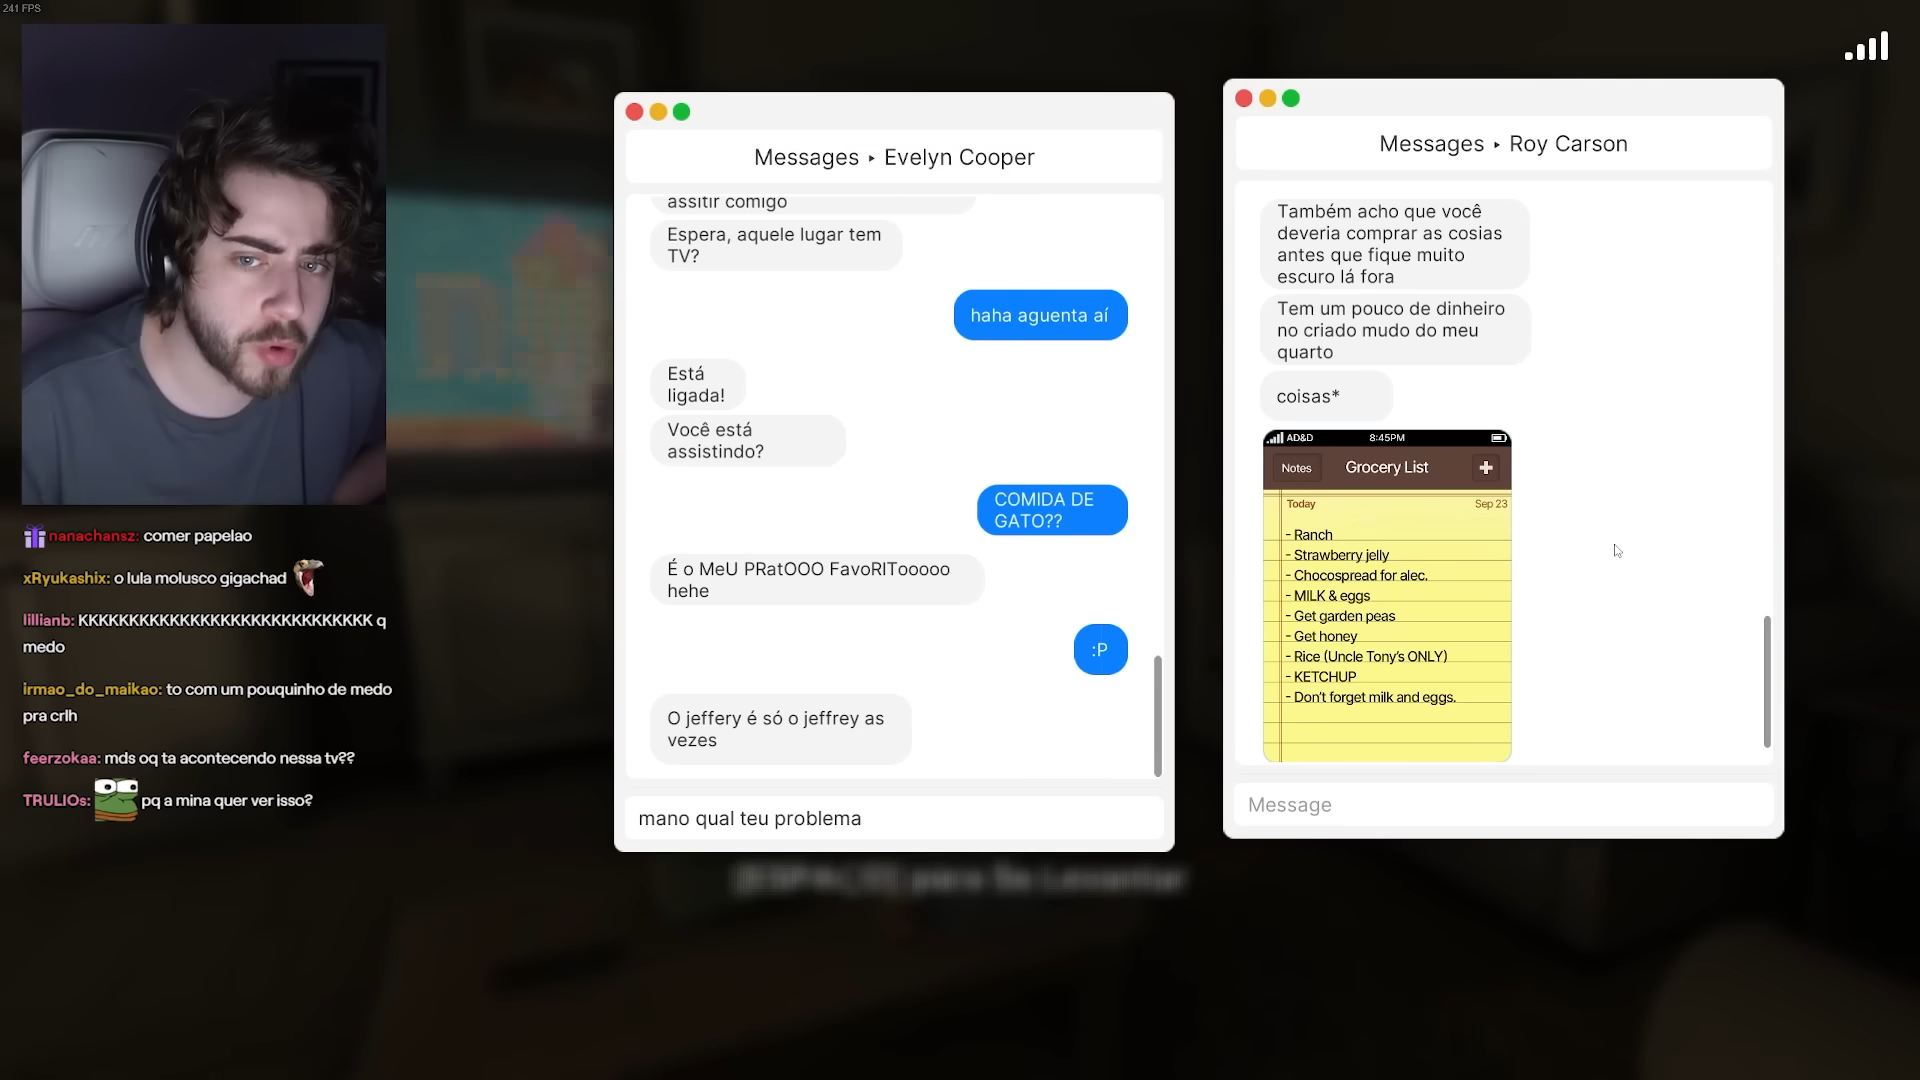 241 FPS
nanachansz: comer papelao
xRyukashix: o lula molusco gigachad
lillianb: KKKKKKKKKKKKKKKKKKKKKKKKKKK q
medo
irmao_do_maikao: to com um pouquinho de medo
pra crlh
feerzokaa: mds oq ta acontecendo nessa tv??
TRULIOs: pq a mina quer ver isso?
Messages ▸ Evelyn Cooper
assitir comigo
Espera, aquele lugar tem
TV?
haha aguenta aí
Está
ligada!
Você está
assistindo?
COMIDA DE
GATO??
É o MeU PRatOOO FavoRITooooo
hehe
:P
O jeffery é só o jeffrey as
vezes
mano qual teu problema
[ESPAÇO] para Se Levantar
Messages ▸ Roy Carson
Também acho que você
deveria comprar as cosias
antes que fique muito
escuro lá fora
Tem um pouco de dinheiro
no criado mudo do meu
quarto
coisas*
AD&D 8:45PM
Notes Grocery List +
Today Sep 23
- Ranch
- Strawberry jelly
- Chocospread for alec.
- MILK & eggs
- Get garden peas
- Get honey
- Rice (Uncle Tony's ONLY)
- KETCHUP
- Don't forget milk and eggs.
Message